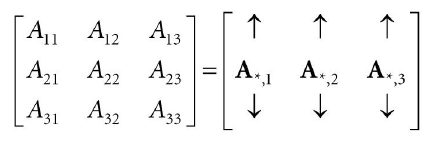 A₁₁ A₁₂ A₁₃ ↑ ↑ ↑
A₂₁ A₂₂ A₂₃ = A*,1 A*,2 A*,3
A₃₁ A₃₂ A₃₃ ↓ ↓ ↓